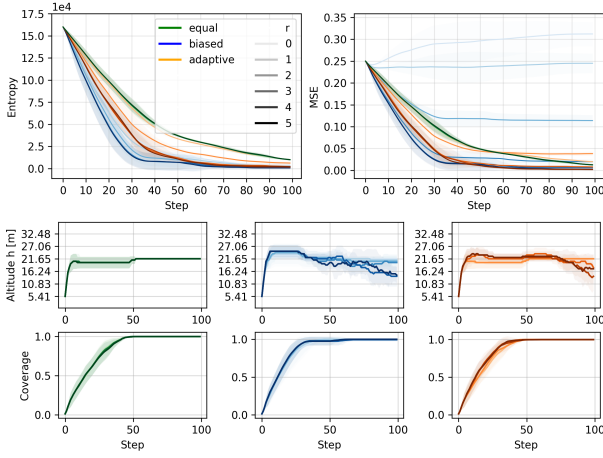 1e4
17.5
15.0
12.5
10.0
7.5
5.0
2.5
0.0
Entropy
0 10 20 30 40 50 60 70 80 90 100
Step
equal
biased
adaptive
r
0
1
2
3
4
5
0.35
0.30
0.25
0.20
0.15
0.10
0.05
0.00
MSE
0 10 20 30 40 50 60 70 80 90 100
Step
Altitude h [m]
32.48
27.06
21.65
16.24
10.83
5.41
0 50 100
32.48
27.06
21.65
16.24
10.83
5.41
0 50 100
32.48
27.06
21.65
16.24
10.83
5.41
0 50 100
Coverage
1.0
0.5
0.0
0 50 100
Step
1.0
0.5
0.0
0 50 100
Step
1.0
0.5
0.0
0 50 100
Step